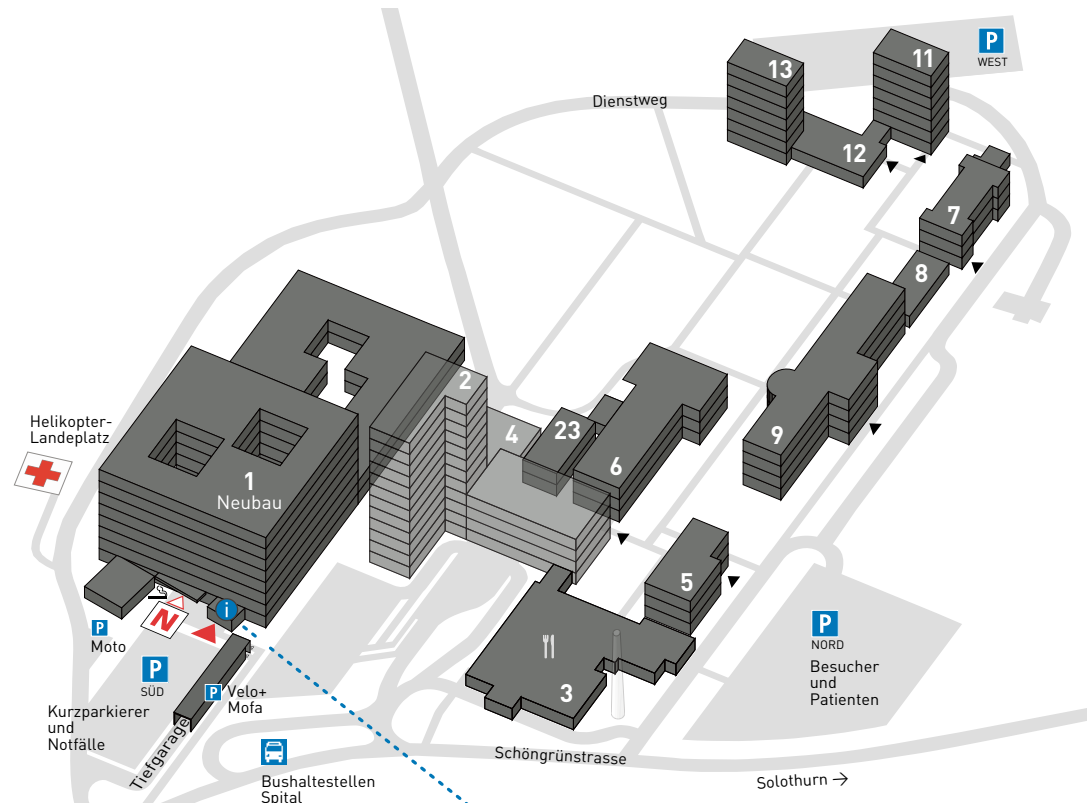 P
WEST
13
11
Dienstweg
12
7
8
2
Helikopter-
Landeplatz
4
23
9
6
1
Neubau
5
i
N
P
Moto
P
NORD
Besucher
und
Patienten
P
SÜD
P
Velo+
Mofa
3
Kurzparkierer
und
Notfälle
Tiefgarage
Schöngrünstrasse
Bushaltestellen
Spital
Solothurn →